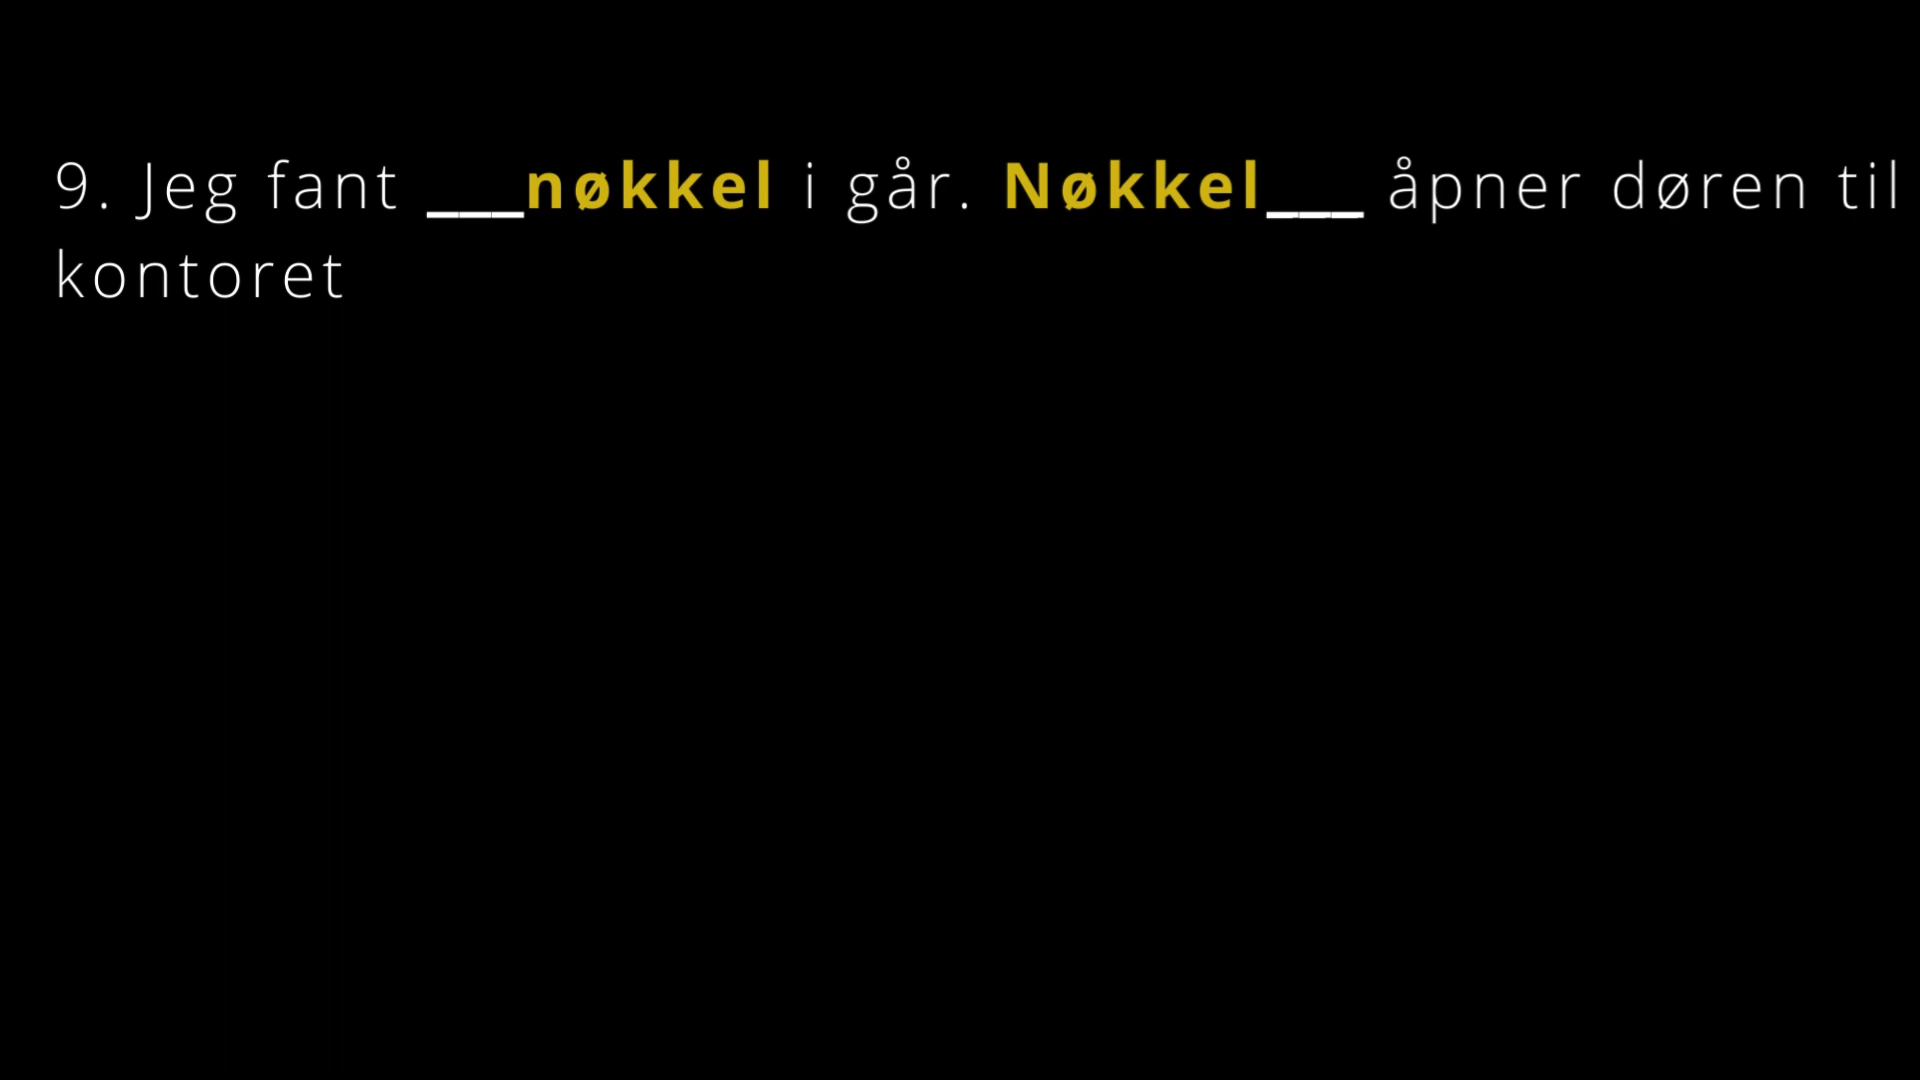 9. Jeg fant ___nøkkel i går. Nøkkel___ åpner døren til
kontoret